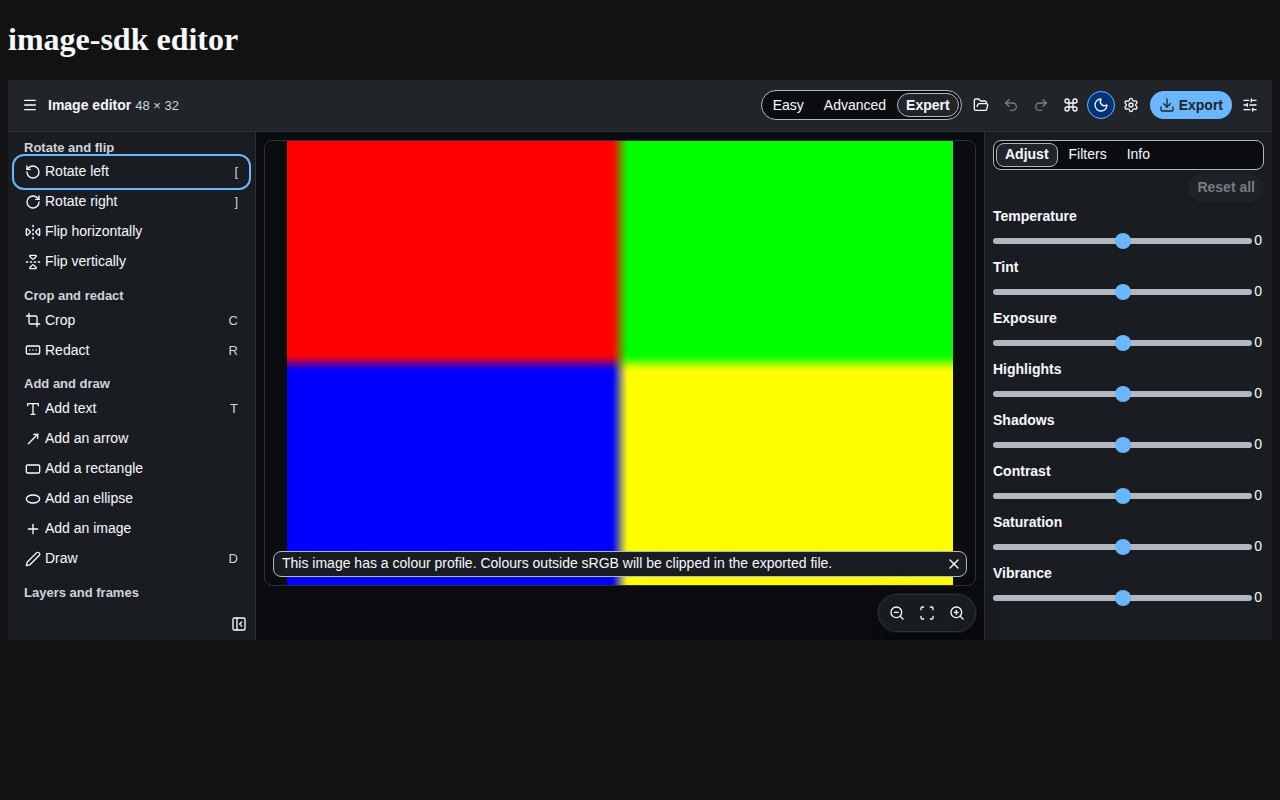 image-sdk editor
Image editor 48 × 32
Easy Advanced Expert
Export
Rotate and flip
Rotate left [
Rotate right ]
Flip horizontally
Flip vertically
Crop and redact
Crop C
Redact R
Add and draw
Add text T
Add an arrow
Add a rectangle
Add an ellipse
Add an image
Draw D
Layers and frames
This image has a colour profile. Colours outside sRGB will be clipped in the exported file.
Adjust Filters Info
Reset all
Temperature
0
Tint
0
Exposure
0
Highlights
0
Shadows
0
Contrast
0
Saturation
0
Vibrance
0